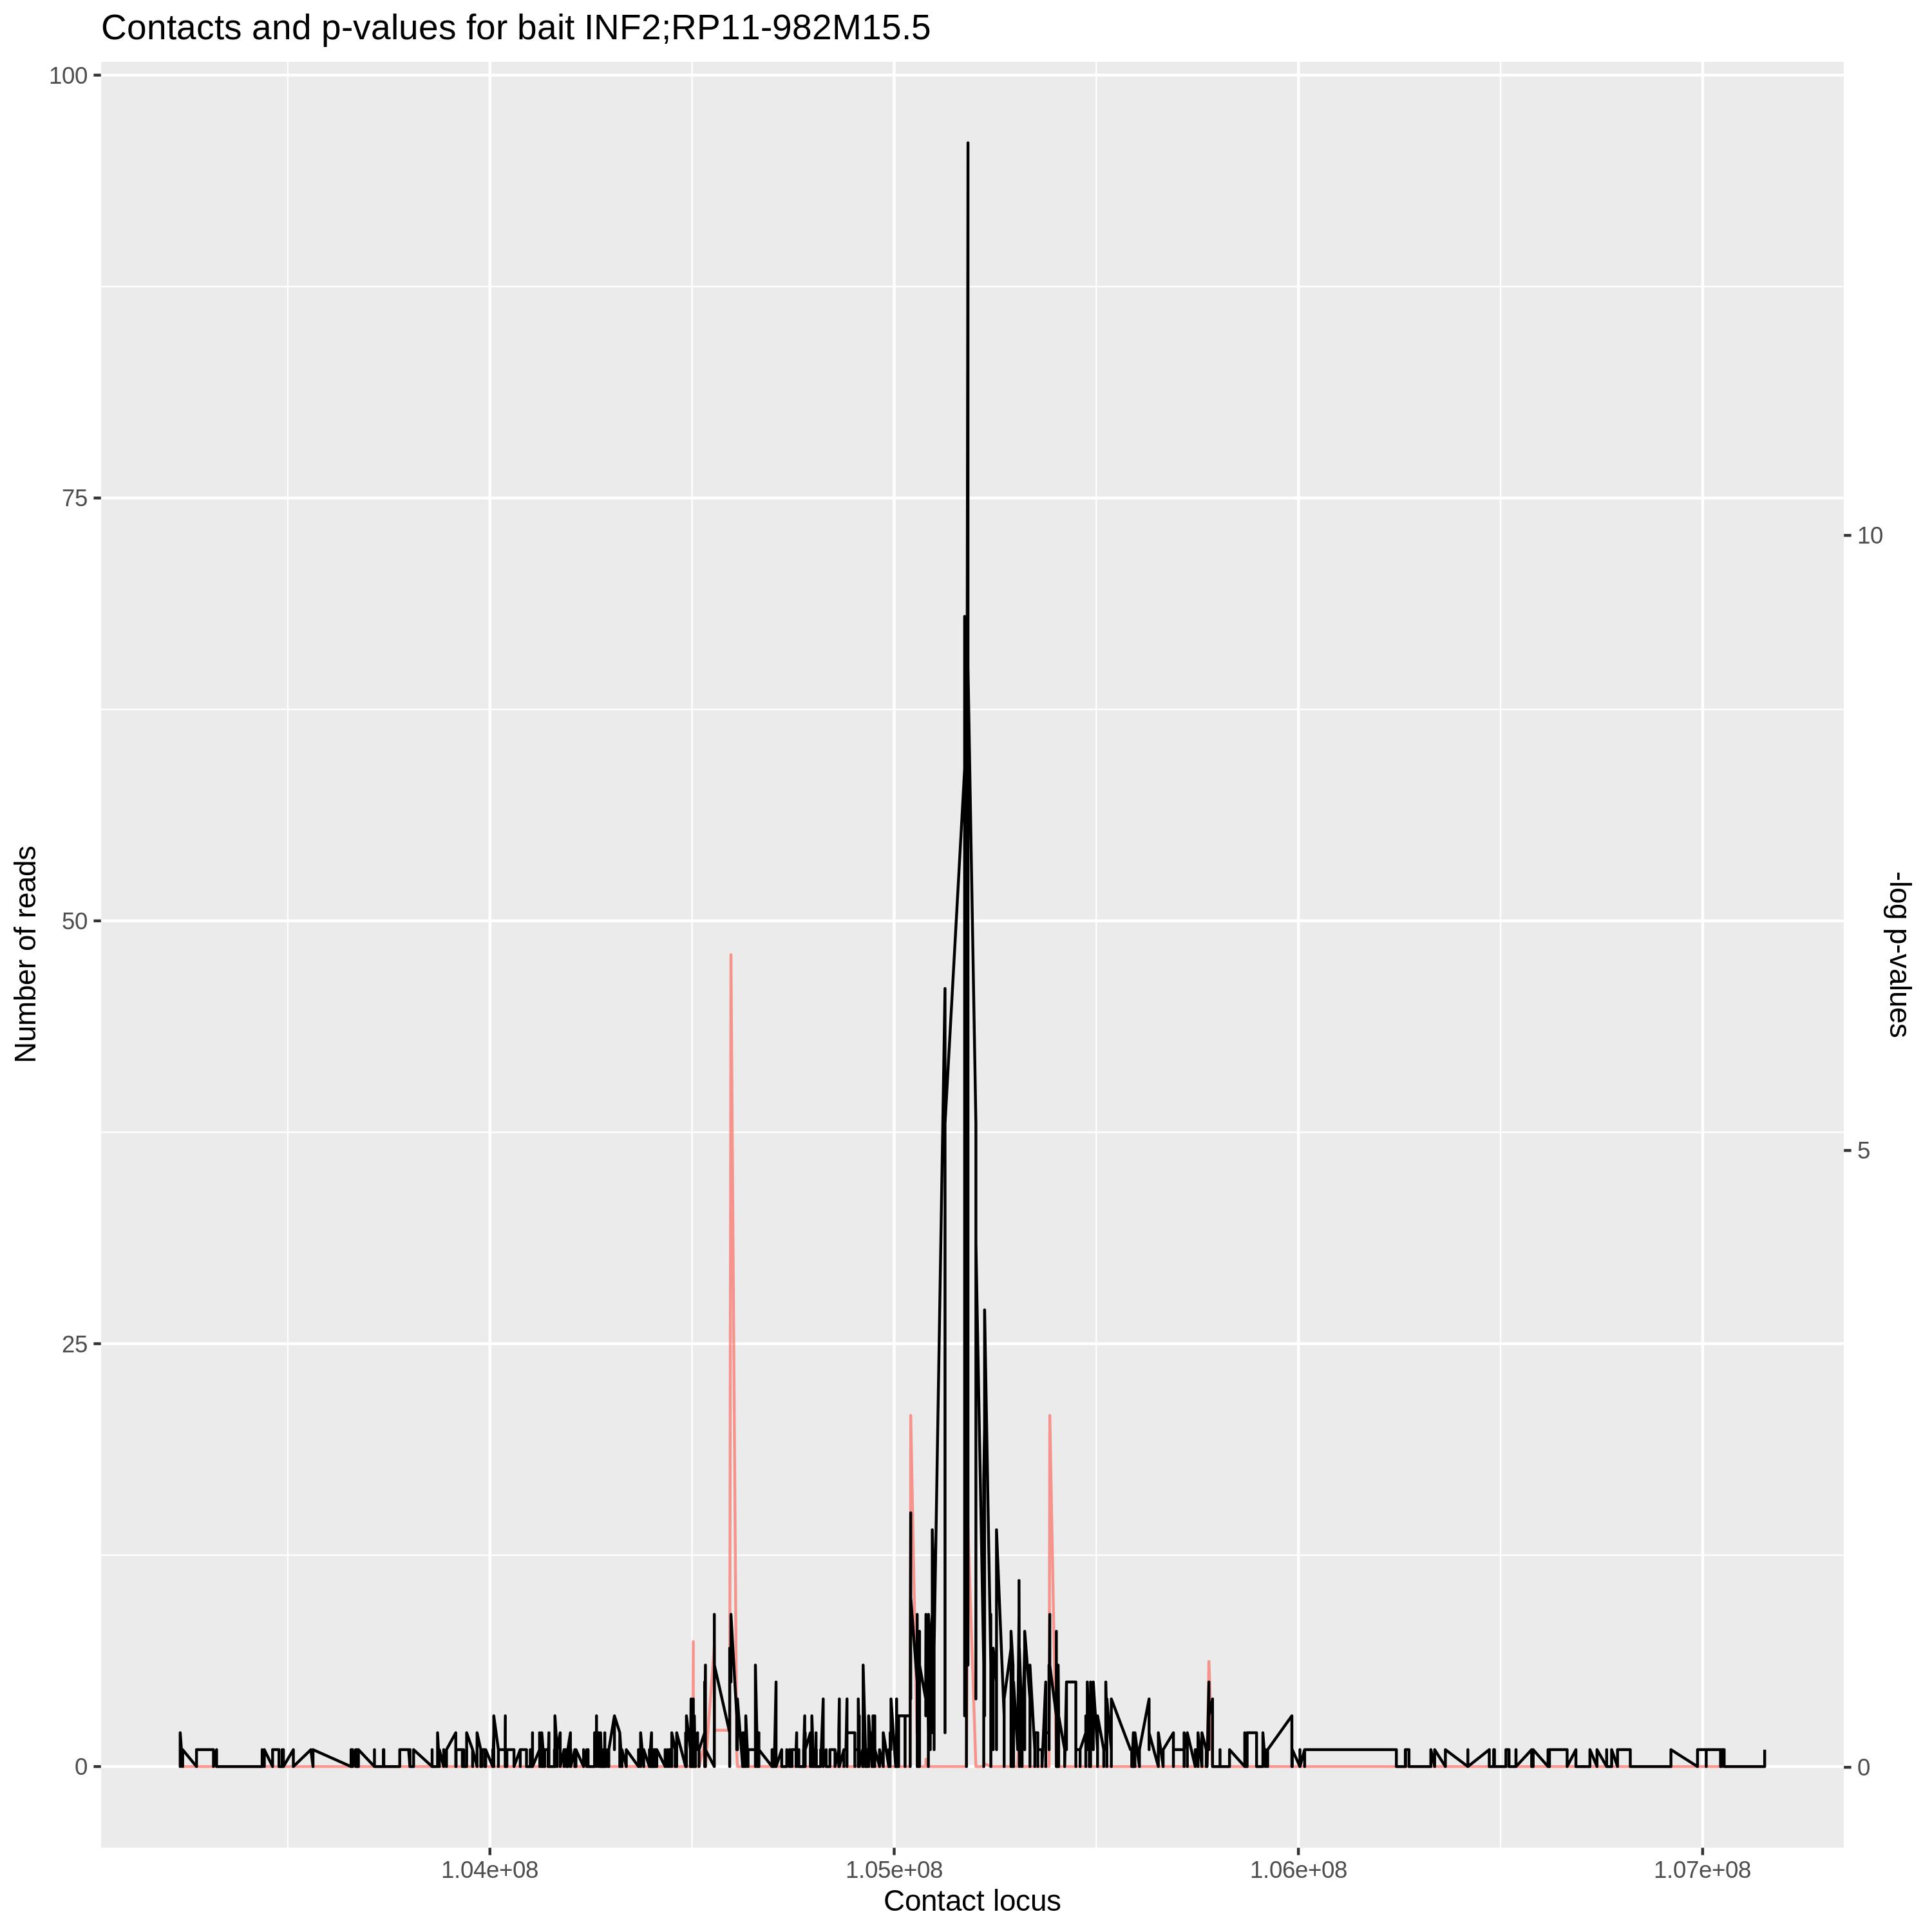 Contacts and p-values for bait INF2;RP11-982M15.5
100
75
50
25
0
10
5
0
Number of reads
-log p-values
1.04e+08
1.05e+08
1.06e+08
1.07e+08
Contact locus